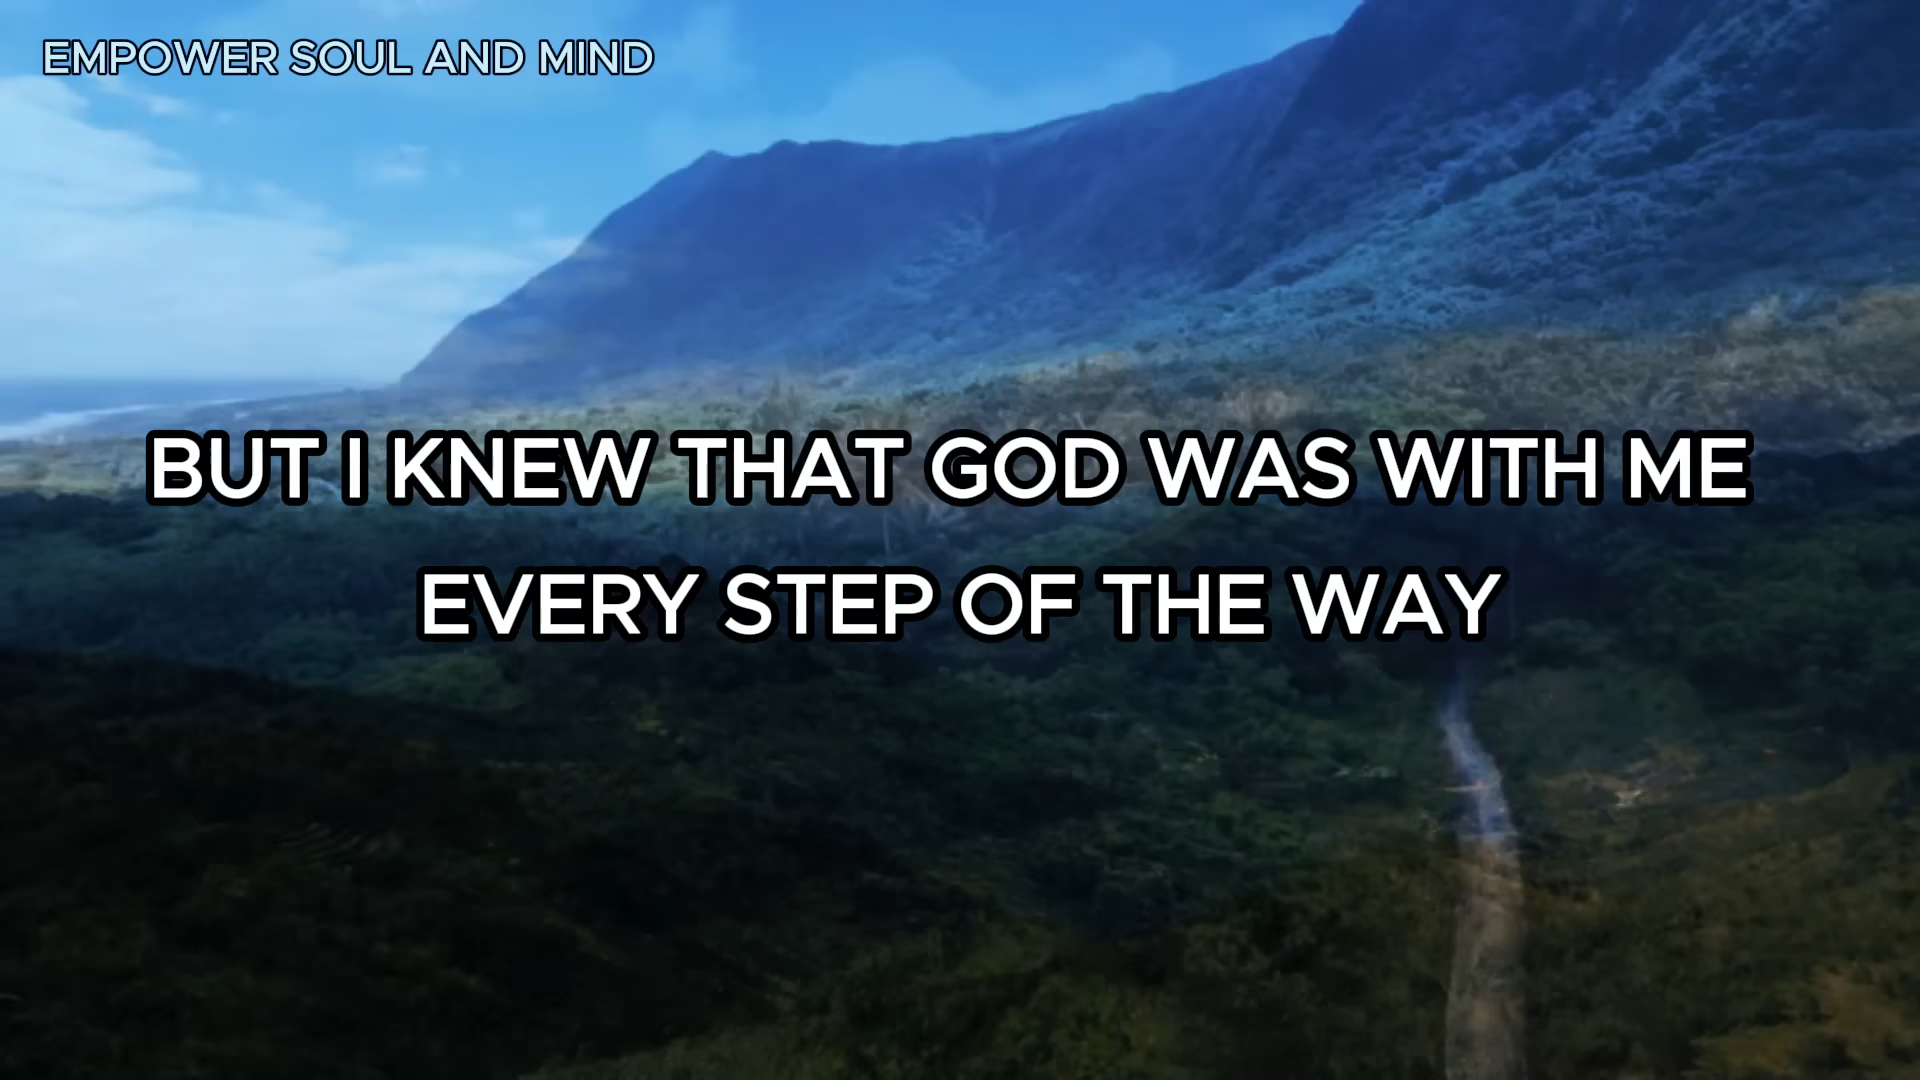 EMPOWER SOUL AND MIND
BUT I KNEW THAT GOD WAS WITH ME
EVERY STEP OF THE WAY